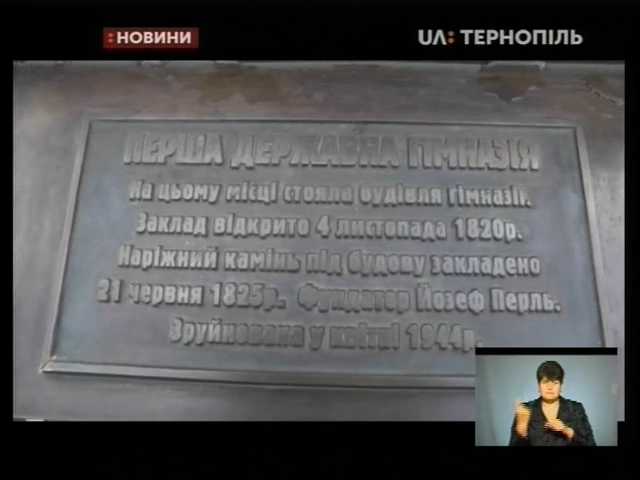 :НОВИНИ
UA: ТЕРНОПІЛЬ
ПЕРША ДЕРЖАВНА ГІМНАЗІЯ
На цьому місці стояла будівля гімназії.
Заклад відкрито 4 листопада 1820р.
Наріжний камінь під будову закладено
21 червня 1825р. Фундатор Йозеф Перль.
Зруйнована у квітні 1944р.